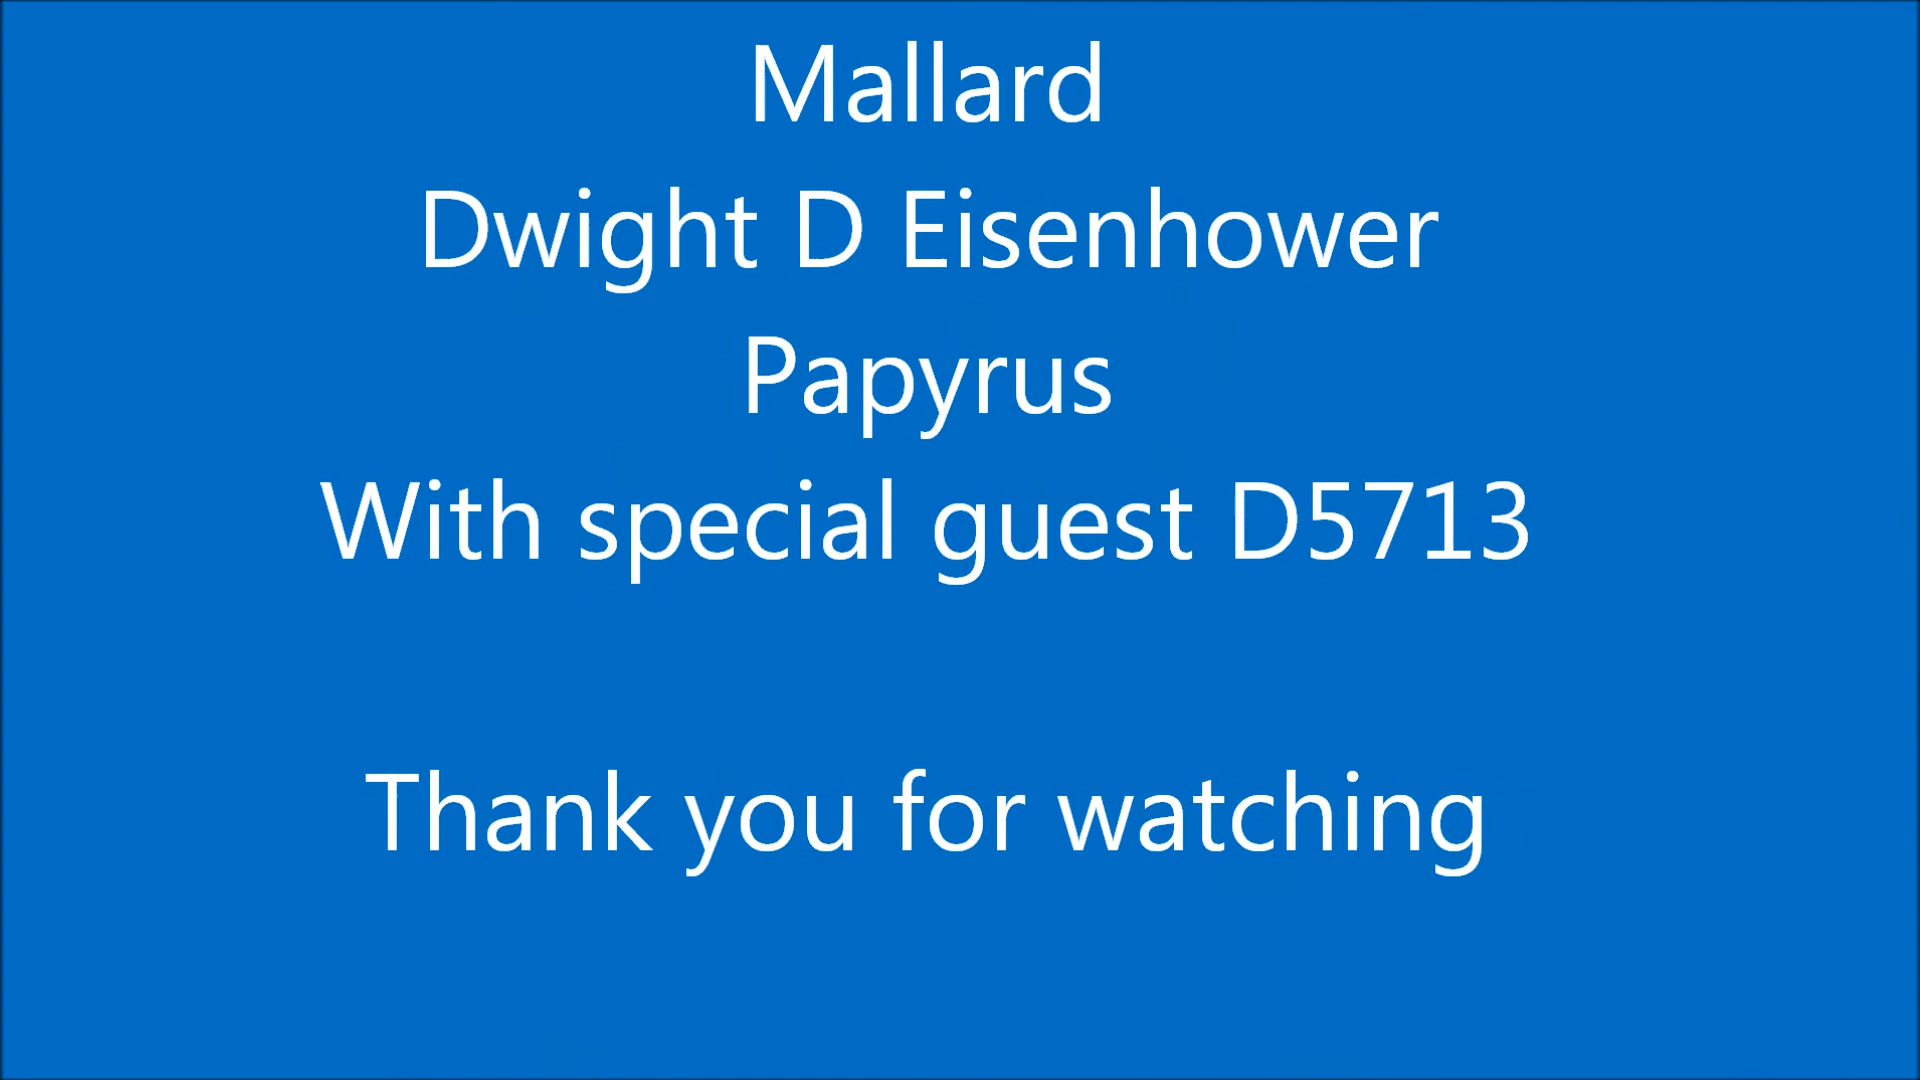 Mallard
Dwight D Eisenhower
Papyrus
With special guest D5713
Thank you for watching